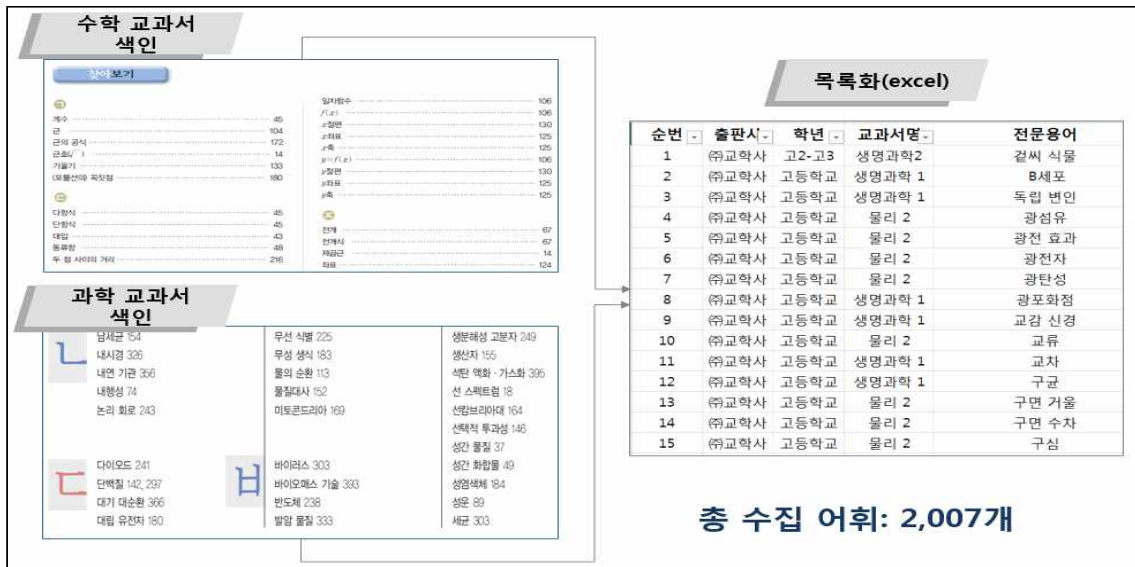 수학 교과서
색인
찾아보기
ㄱ
계수 45
근 104
근의 공식 172
근호(√ ) 14
기울기 133
(포물선의) 꼭짓점 180
ㄷ
다항식 45
단항식 45
대입 43
동류항 48
두 점 사이의 거리 216
일차함수 106
f(x) 106
x절편 130
x좌표 125
x축 125
y=f(x) 106
y절편 130
y좌표 125
y축 125
ㅈ
전개 67
전개식 67
제곱근 14
좌표 124
과학 교과서
색인
ㄴ
남세균 154
내시경 326
내연 기관 356
내행성 74
논리 회로 243
ㄷ
다이오드 241
단백질 142, 297
대기 대순환 366
대립 유전자 180
무선 식별 225
무성 생식 183
물의 순환 113
물질대사 152
미토콘드리아 169
ㅂ
바이러스 303
바이오매스 기술 393
반도체 238
발암 물질 333
생분해성 고분자 249
생산자 155
석탄 액화·가스화 395
선 스펙트럼 18
선캄브리아대 164
선택적 투과성 146
성간 물질 37
성간 화합물 49
성염색체 184
성운 89
세균 303
목록화(excel)
순번 출판사 학년 교과서명 전문용어
1 ㈜교학사 고2-고3 생명과학2 겉씨 식물
2 ㈜교학사 고등학교 생명과학 1 B세포
3 ㈜교학사 고등학교 생명과학 1 독립 변인
4 ㈜교학사 고등학교 물리 2 광섬유
5 ㈜교학사 고등학교 물리 2 광전 효과
6 ㈜교학사 고등학교 물리 2 광전자
7 ㈜교학사 고등학교 물리 2 광탄성
8 ㈜교학사 고등학교 생명과학 1 광포화점
9 ㈜교학사 고등학교 생명과학 1 교감 신경
10 ㈜교학사 고등학교 물리 2 교류
11 ㈜교학사 고등학교 생명과학 1 교차
12 ㈜교학사 고등학교 생명과학 1 구균
13 ㈜교학사 고등학교 물리 2 구면 거울
14 ㈜교학사 고등학교 물리 2 구면 수차
15 ㈜교학사 고등학교 물리 2 구심
총 수집 어휘: 2,007개